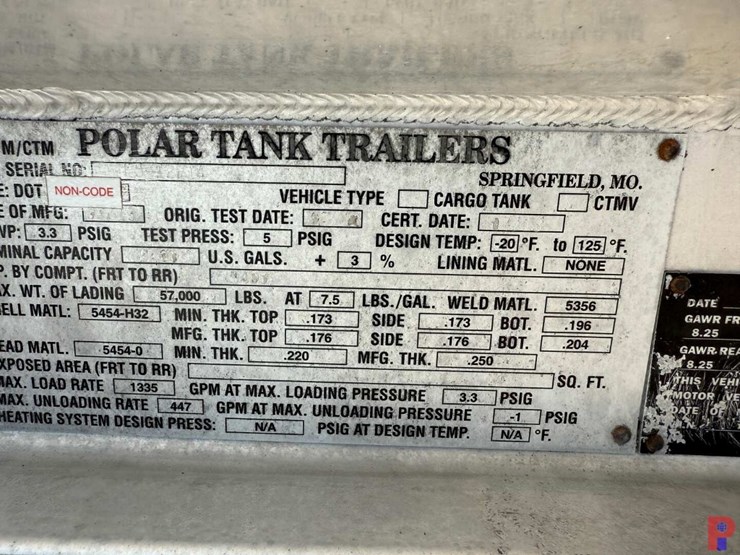 M/CTM POLAR TANK TRAILERS
SERIAL NO. SPRINGFIELD, MO.
E: DOT NON-CODE VEHICLE TYPE CARGO TANK CTMV
E OF MFG: ORIG. TEST DATE: CERT. DATE:
WP: 3.3 PSIG TEST PRESS: 5 PSIG DESIGN TEMP: -20 °F. to 125 °F.
MINAL CAPACITY U.S. GALS. + 3 % LINING MATL. NONE
P. BY COMPT. (FRT TO RR)
X. WT. OF LADING 57,000 LBS. AT 7.5 LBS./GAL. WELD MATL. 5356
ELL MATL: 5454-H32 MIN. THK. TOP .173 SIDE .173 BOT. .196
MFG. THK. TOP .176 SIDE .176 BOT. .204
EAD MATL. 5454-0 MIN. THK. .220 MFG. THK. .250
XPOSED AREA (FRT TO RR) SQ. FT.
MAX. LOAD RATE 1335 GPM AT MAX. LOADING PRESSURE 3.3 PSIG
MAX. UNLOADING RATE 447 GPM AT MAX. UNLOADING PRESSURE -1 PSIG
HEATING SYSTEM DESIGN PRESS: N/A PSIG AT DESIGN TEMP. N/A °F.
DATE
GAWR FR
8.25
GAWR REA
8.25
THIS VEHI
MOTOR VE
DATE OF